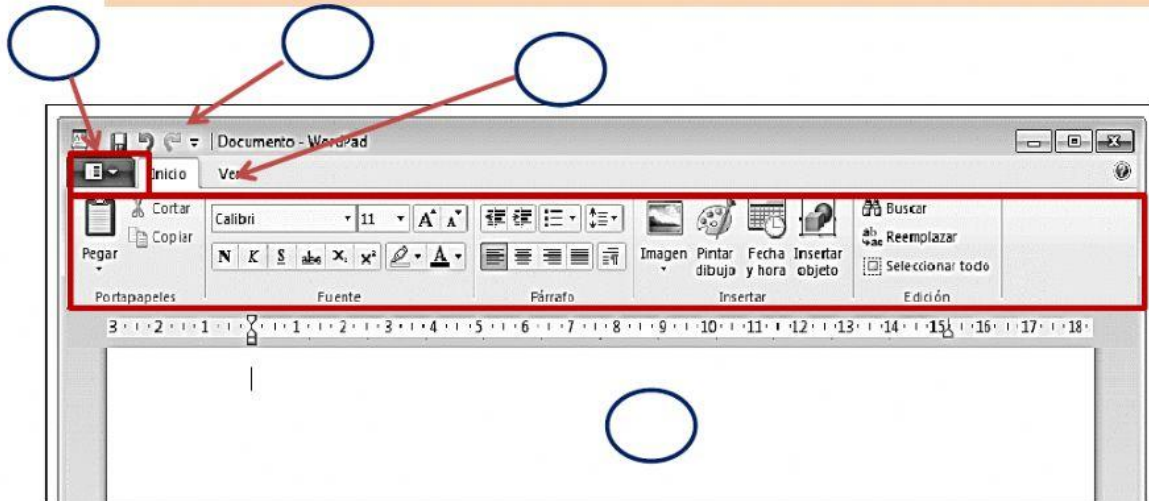 Documento - WordPad
Inicio Ver
Cortar
Copiar
Pegar
Calibri 11 A A
N K S abc X₂ x² A
Imagen Pintar dibujo Fecha y hora Insertar objeto
Buscar
Reemplazar
Seleccionar todo
Portapapeles Fuente Párrafo Insertar Edición
3 2 1 1 2 3 4 5 6 7 8 9 10 11 12 13 14 15 16 17 18